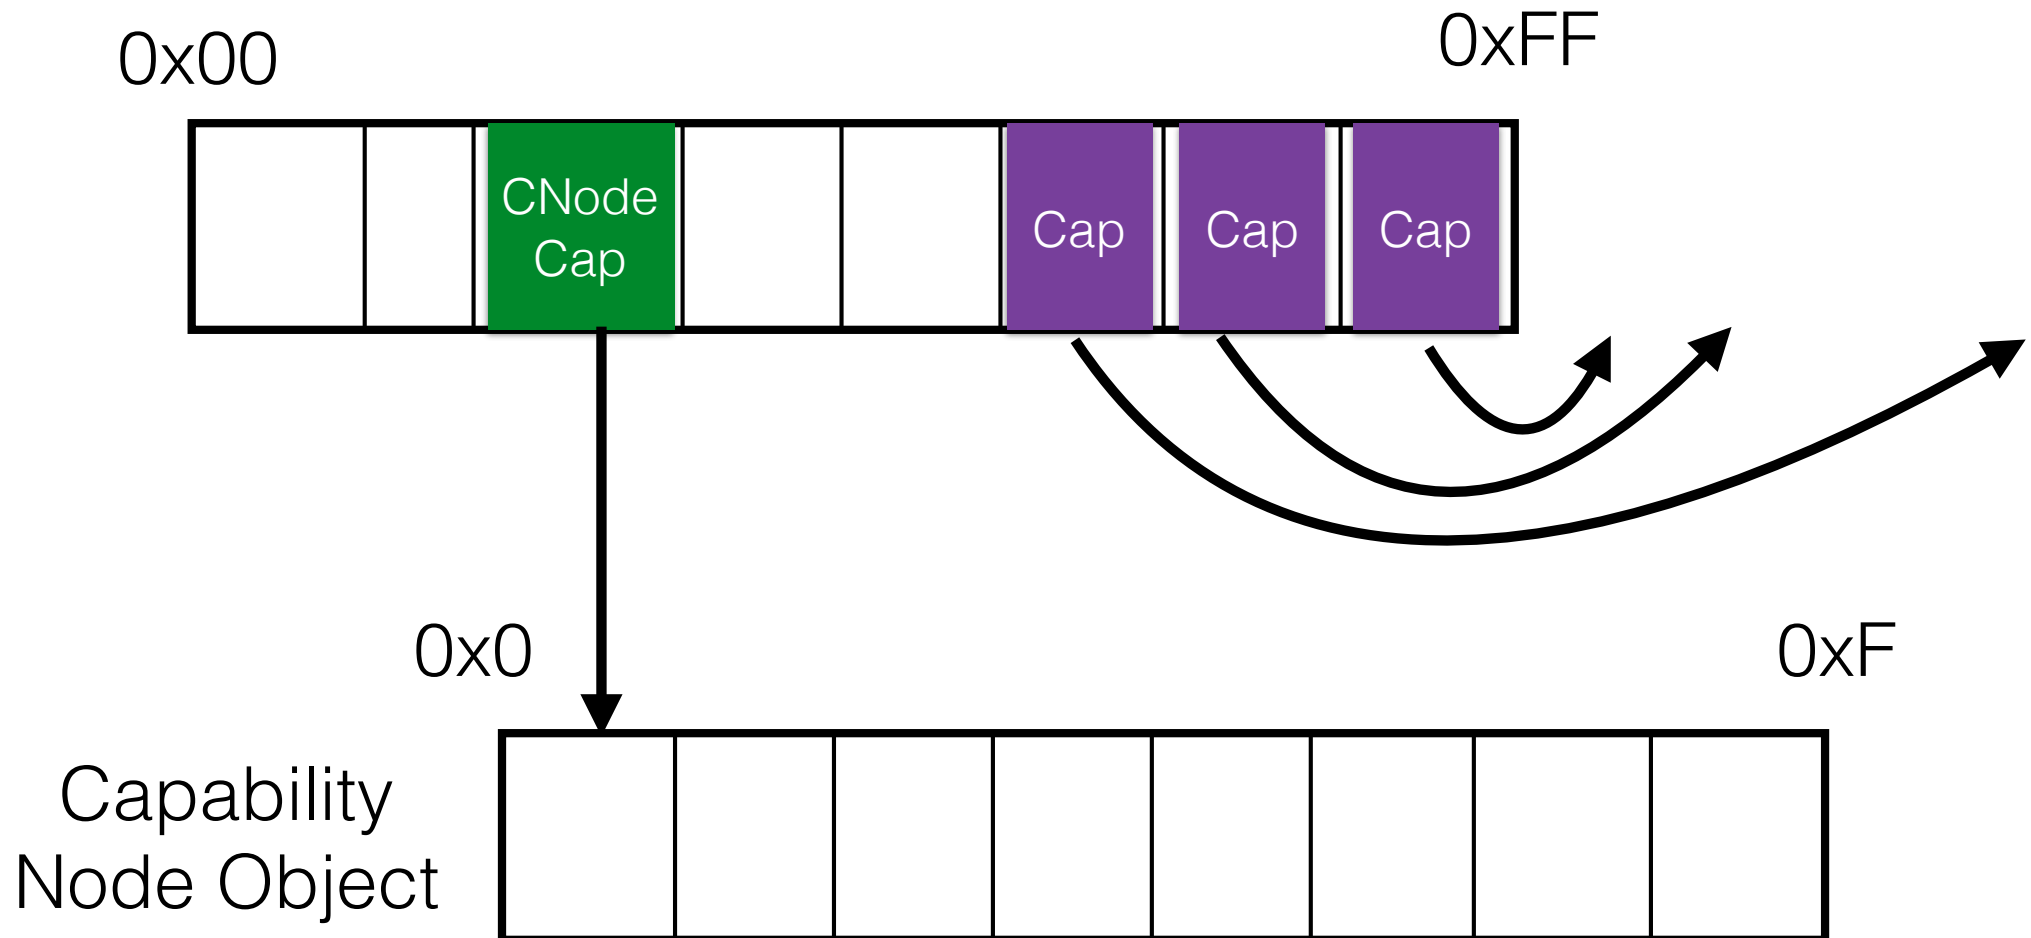 0x00
0xFF
CNode
Cap
Cap
Cap
Cap
0x0
0xF
Capability
Node Object